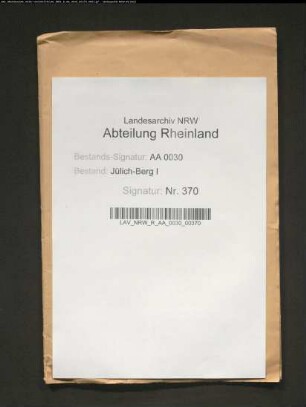 Landesarchiv NRW
Abteilung Rheinland
Bestands-Signatur: AA 0030
Bestand: Jülich-Berg I
Signatur: Nr. 370
LAV_NRW_R_AA_0030_00370